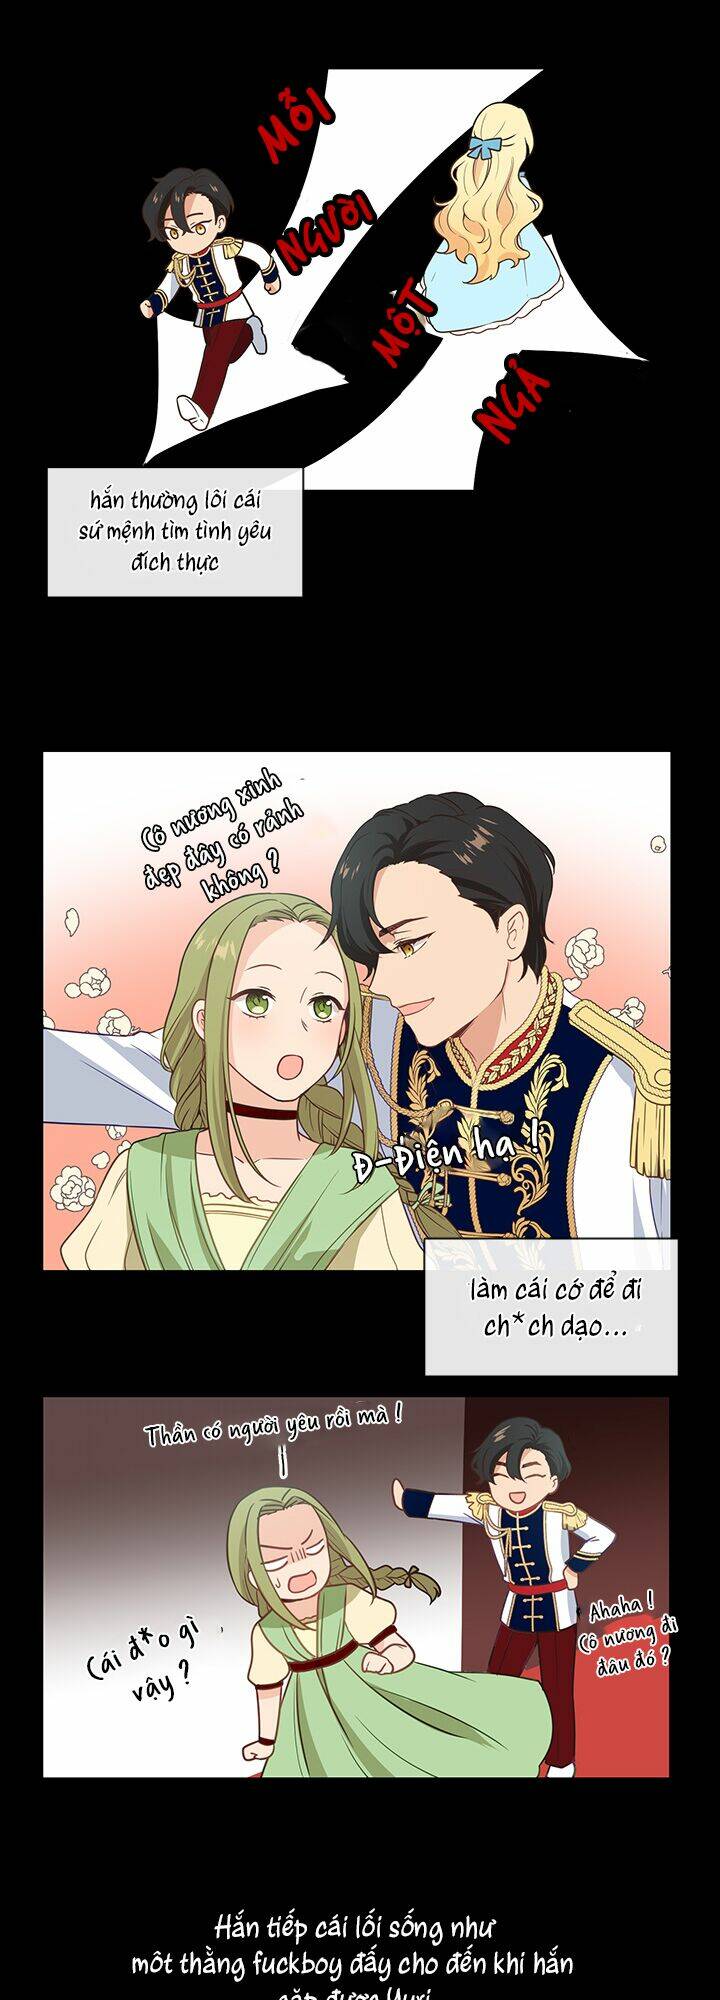 MỖI
NGƯỜI
MỘT
NGẢ
hắn thường lôi cái
sứ mệnh tìm tình yêu
đích thực
Cô nương xinh
đẹp đây có rảnh
không ?
Đ-Điện hạ !
làm cái cớ để đi
ch*ch dạo...
Thần có người yêu rồi mà !
Cái đ*o gì
vậy ?
Ahaha !
Cô nương đi
đâu đó ?
Hắn tiếp cái lối sống như
một thằng fuckboy đấy cho đến khi hắn
gặp được Yuri